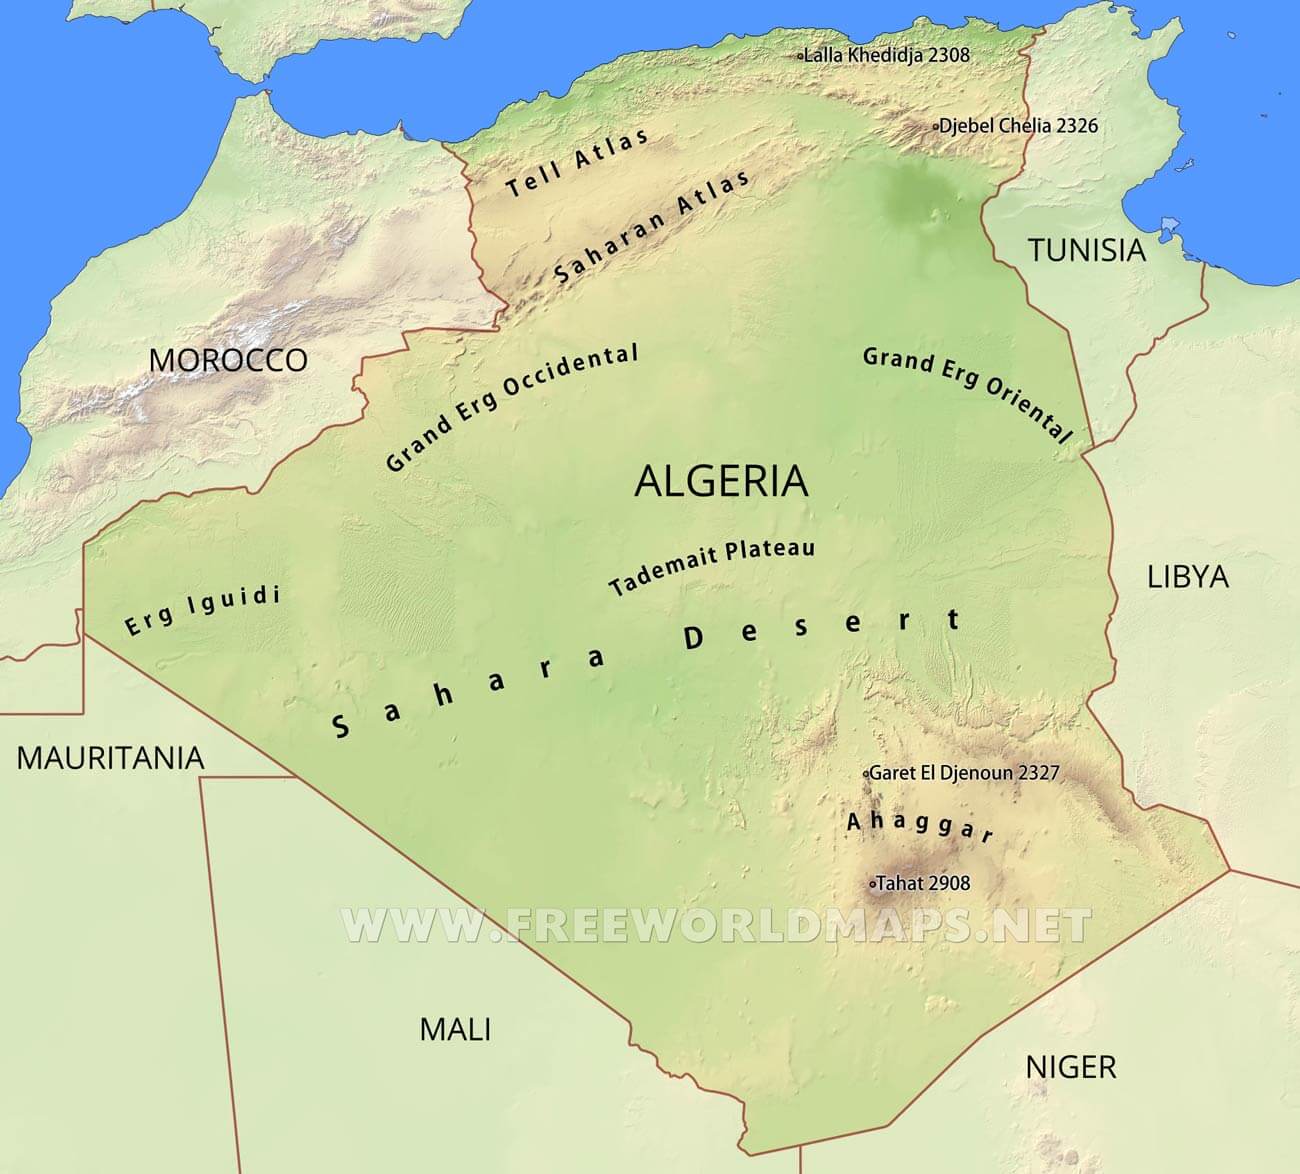 Lalla Khedidja 2308
Djebel Chelia 2326
Tell Atlas
Saharan Atlas
TUNISIA
MOROCCO
Grand Erg Occidental
Grand Erg Oriental
ALGERIA
Tademait Plateau
LIBYA
Erg Iguidi
Sahara Desert
MAURITANIA
Garet El Djenoun 2327
Ahaggar
Tahat 2908
WWW.FREEWORLDMAPS.NET
MALI
NIGER